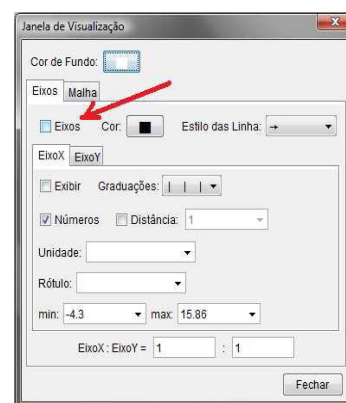 Janela de Visualização
Cor de Fundo:
Eixos Malha
Eixos Cor: Estilo das Linha:
EixoX EixoY
Exibir Graduações: | | |
Números Distância: 1
Unidade:
Rótulo:
min: -4.3 max: 15.86
EixoX : EixoY = 1 : 1
Fechar